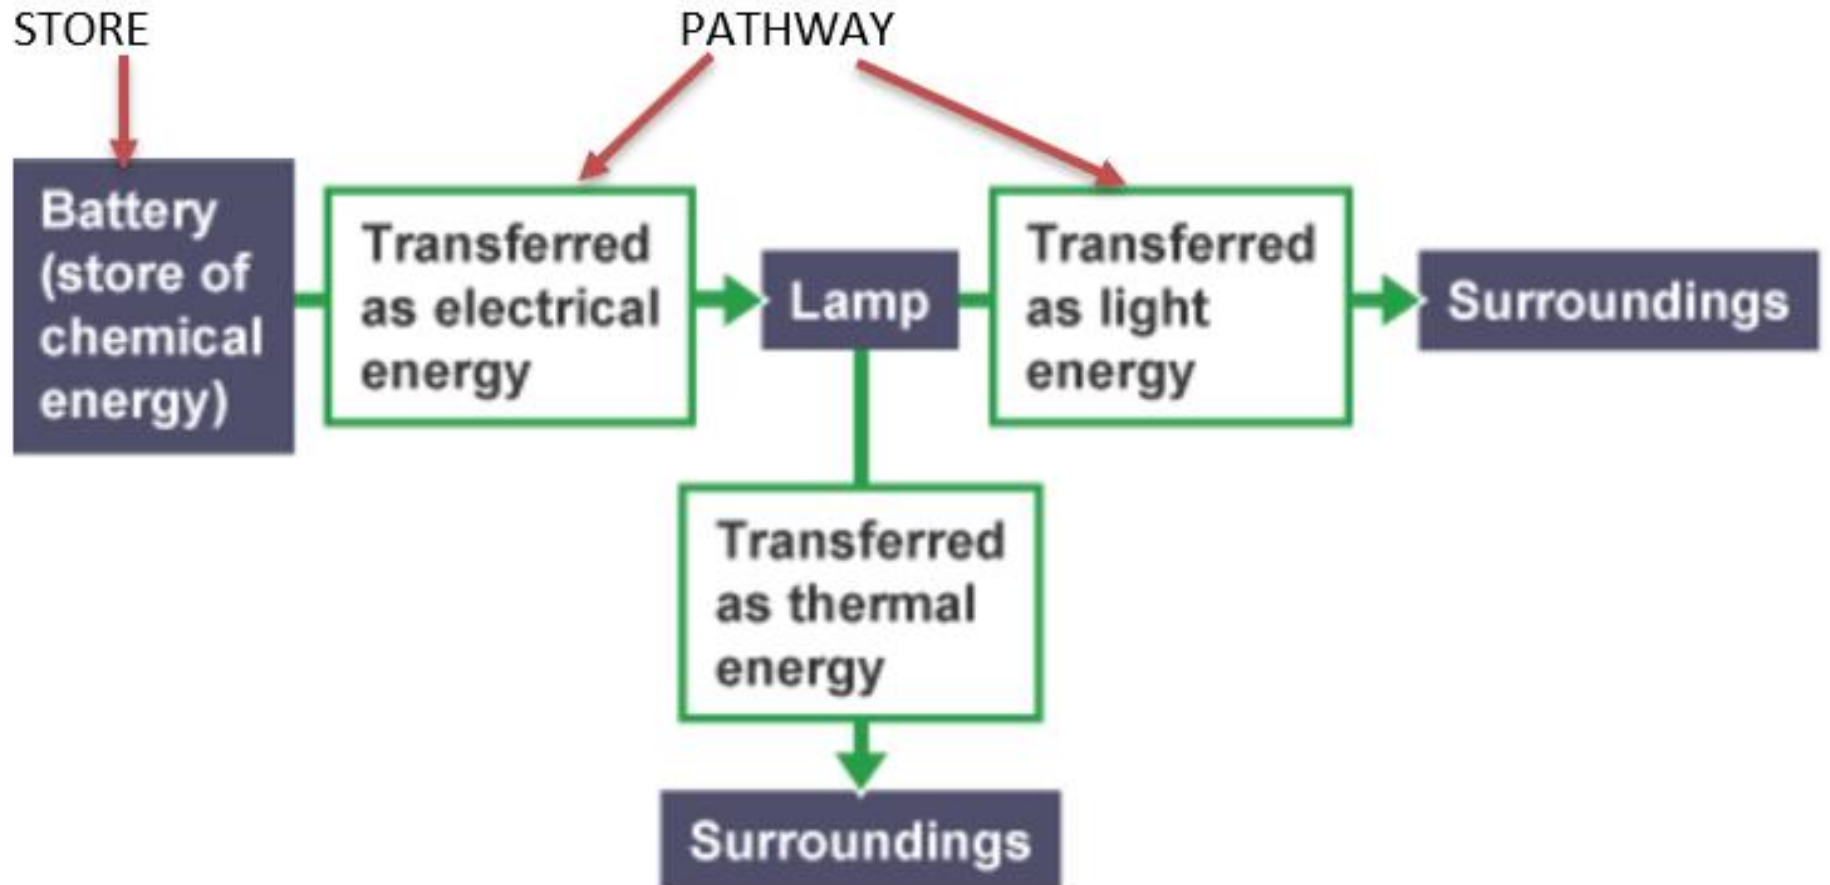 STORE
PATHWAY
Battery
(store of
chemical
energy)
Transferred
as electrical
energy
Lamp
Transferred
as light
energy
Surroundings
Transferred
as thermal
energy
Surroundings